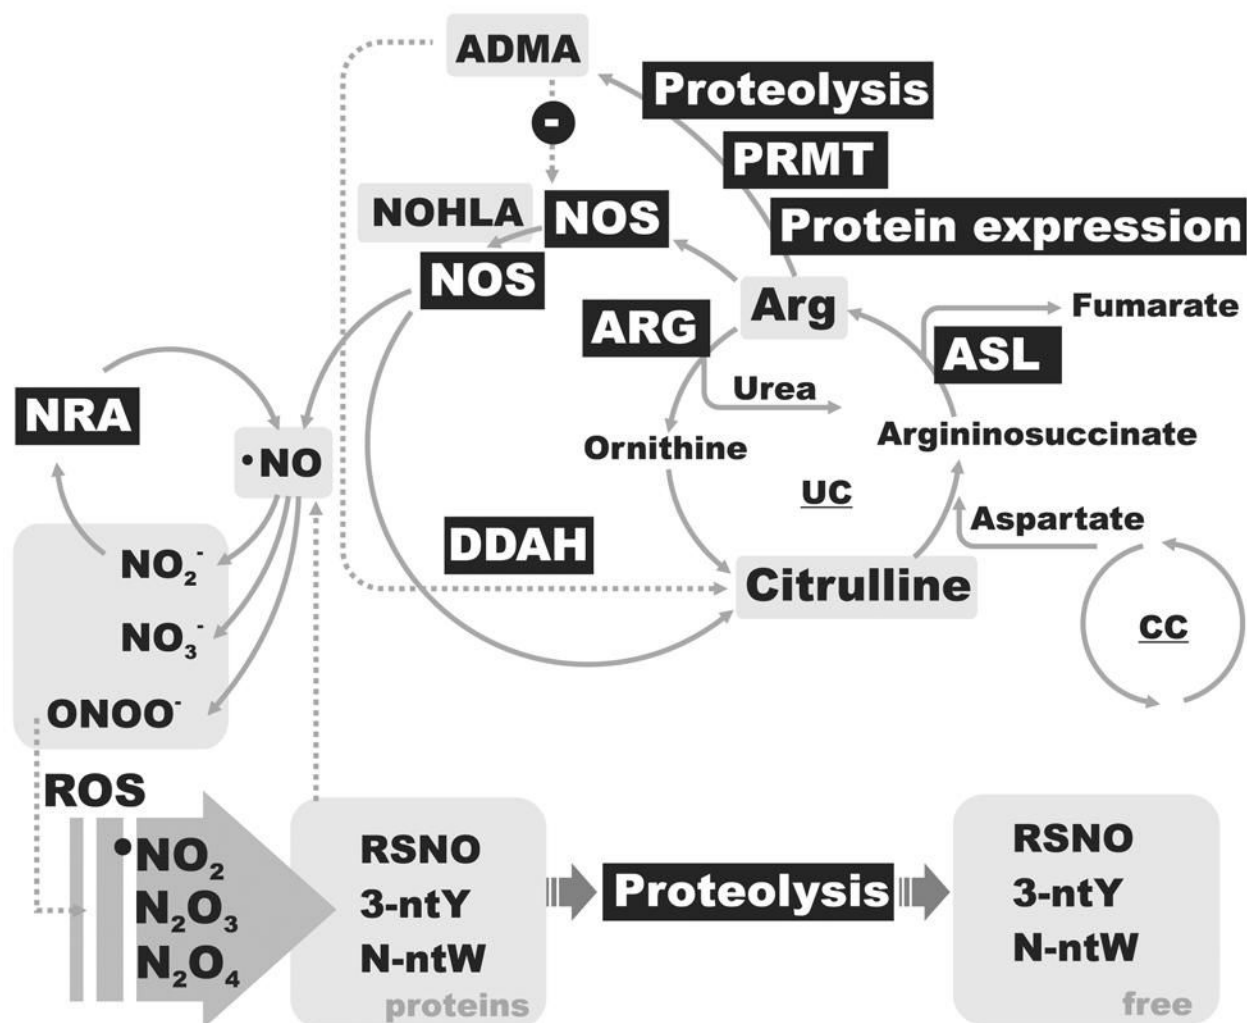 ADMA
Proteolysis
-
PRMT
NOHLA
NOS
Protein expression
NOS
Arg
ARG
Fumarate
ASL
Urea
NRA
Ornithine
Argininosuccinate
•NO
UC
Aspartate
DDAH
NO₂⁻
Citrulline
NO₃⁻
CC
ONOO⁻
ROS
•NO₂
N₂O₃
N₂O₄
RSNO
3-ntY
N-ntW
proteins
Proteolysis
RSNO
3-ntY
N-ntW
free